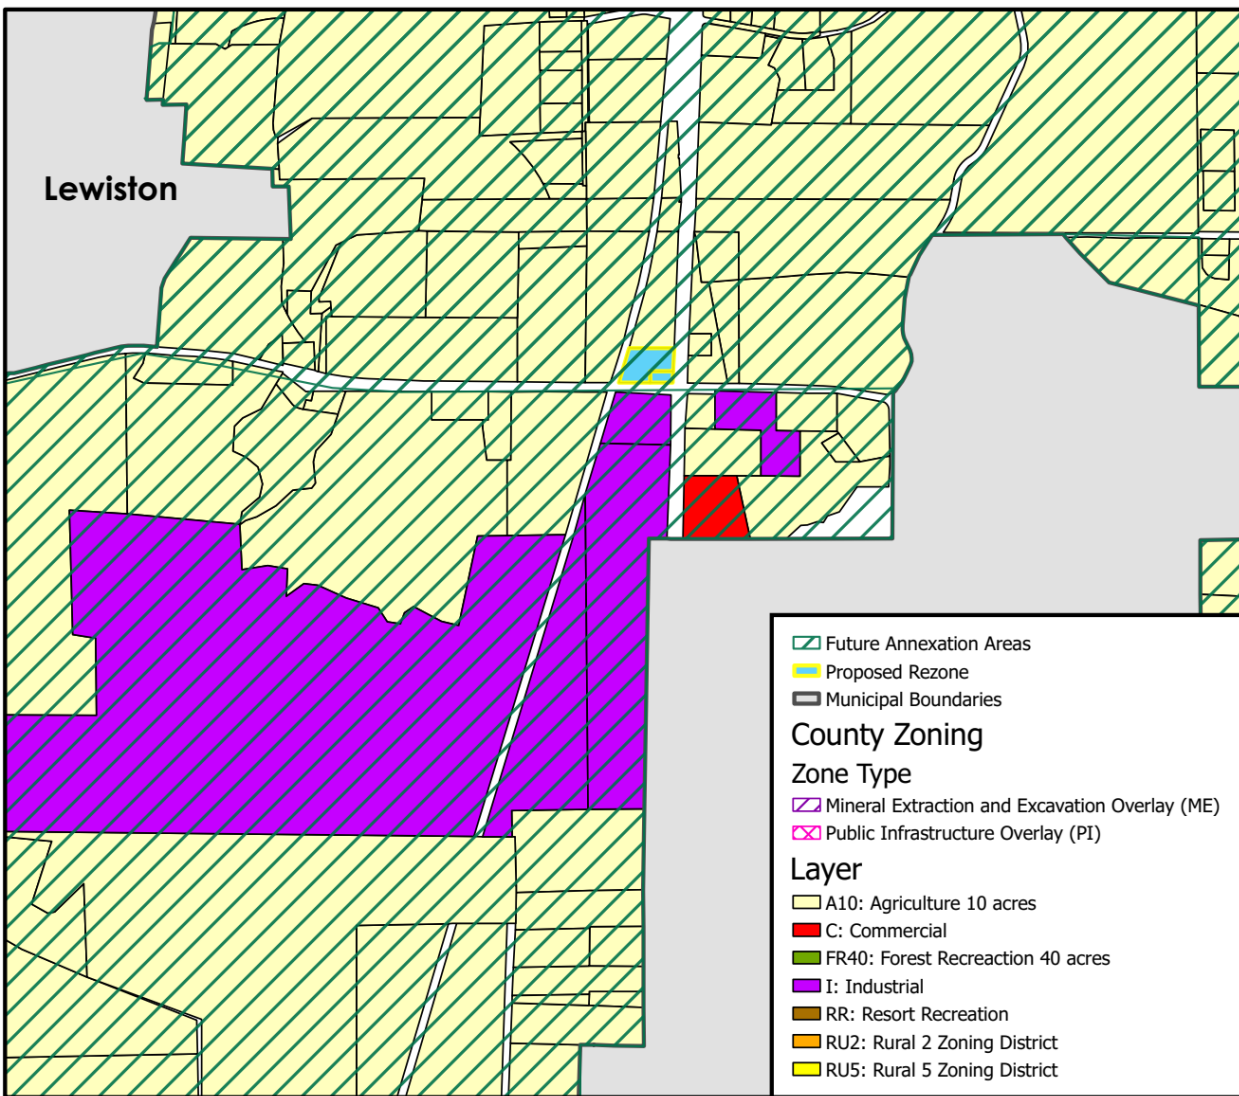 Lewiston
Future Annexation Areas
Proposed Rezone
Municipal Boundaries
County Zoning
Zone Type
Mineral Extraction and Excavation Overlay (ME)
Public Infrastructure Overlay (PI)
Layer
A10: Agriculture 10 acres
C: Commercial
FR40: Forest Recreaction 40 acres
I: Industrial
RR: Resort Recreation
RU2: Rural 2 Zoning District
RU5: Rural 5 Zoning District